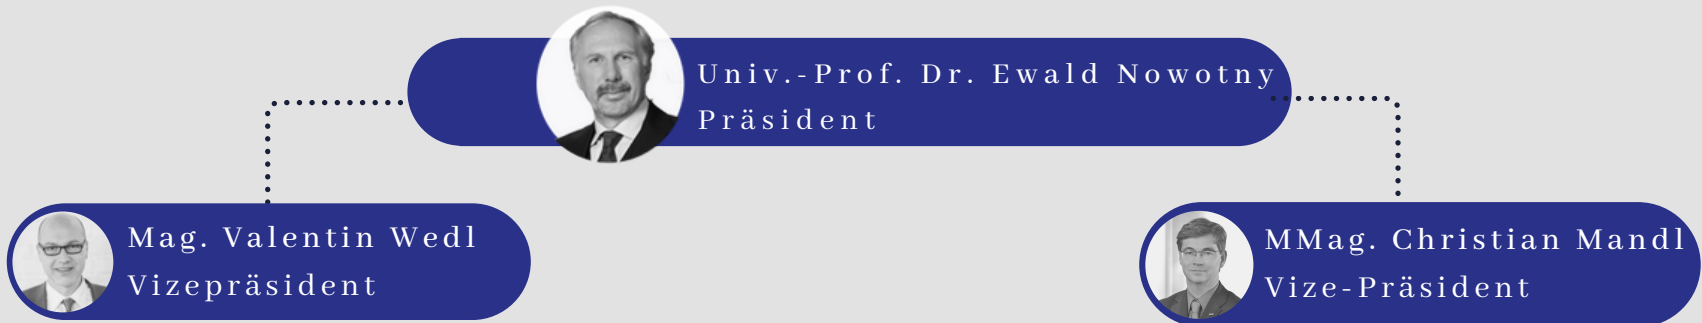 Univ.-Prof. Dr. Ewald Nowotny
Präsident
Mag. Valentin Wedl
Vizepräsident
MMag. Christian Mandl
Vize-Präsident